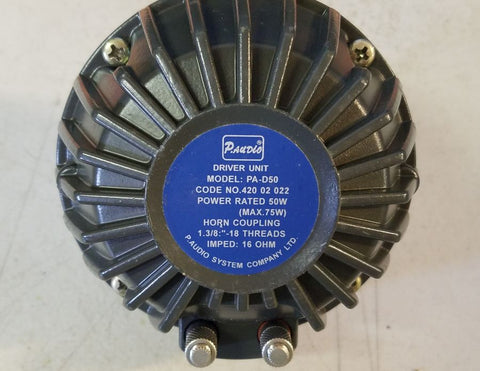 P.AUDIO
DRIVER UNIT
MODEL: PA-D50
CODE NO.420 02 022
POWER RATED 50W
(MAX.75W)
HORN COUPLING
1.3/8:"-18 THREADS
IMPED: 16 OHM
P.AUDIO SYSTEM COMPANY LTD.